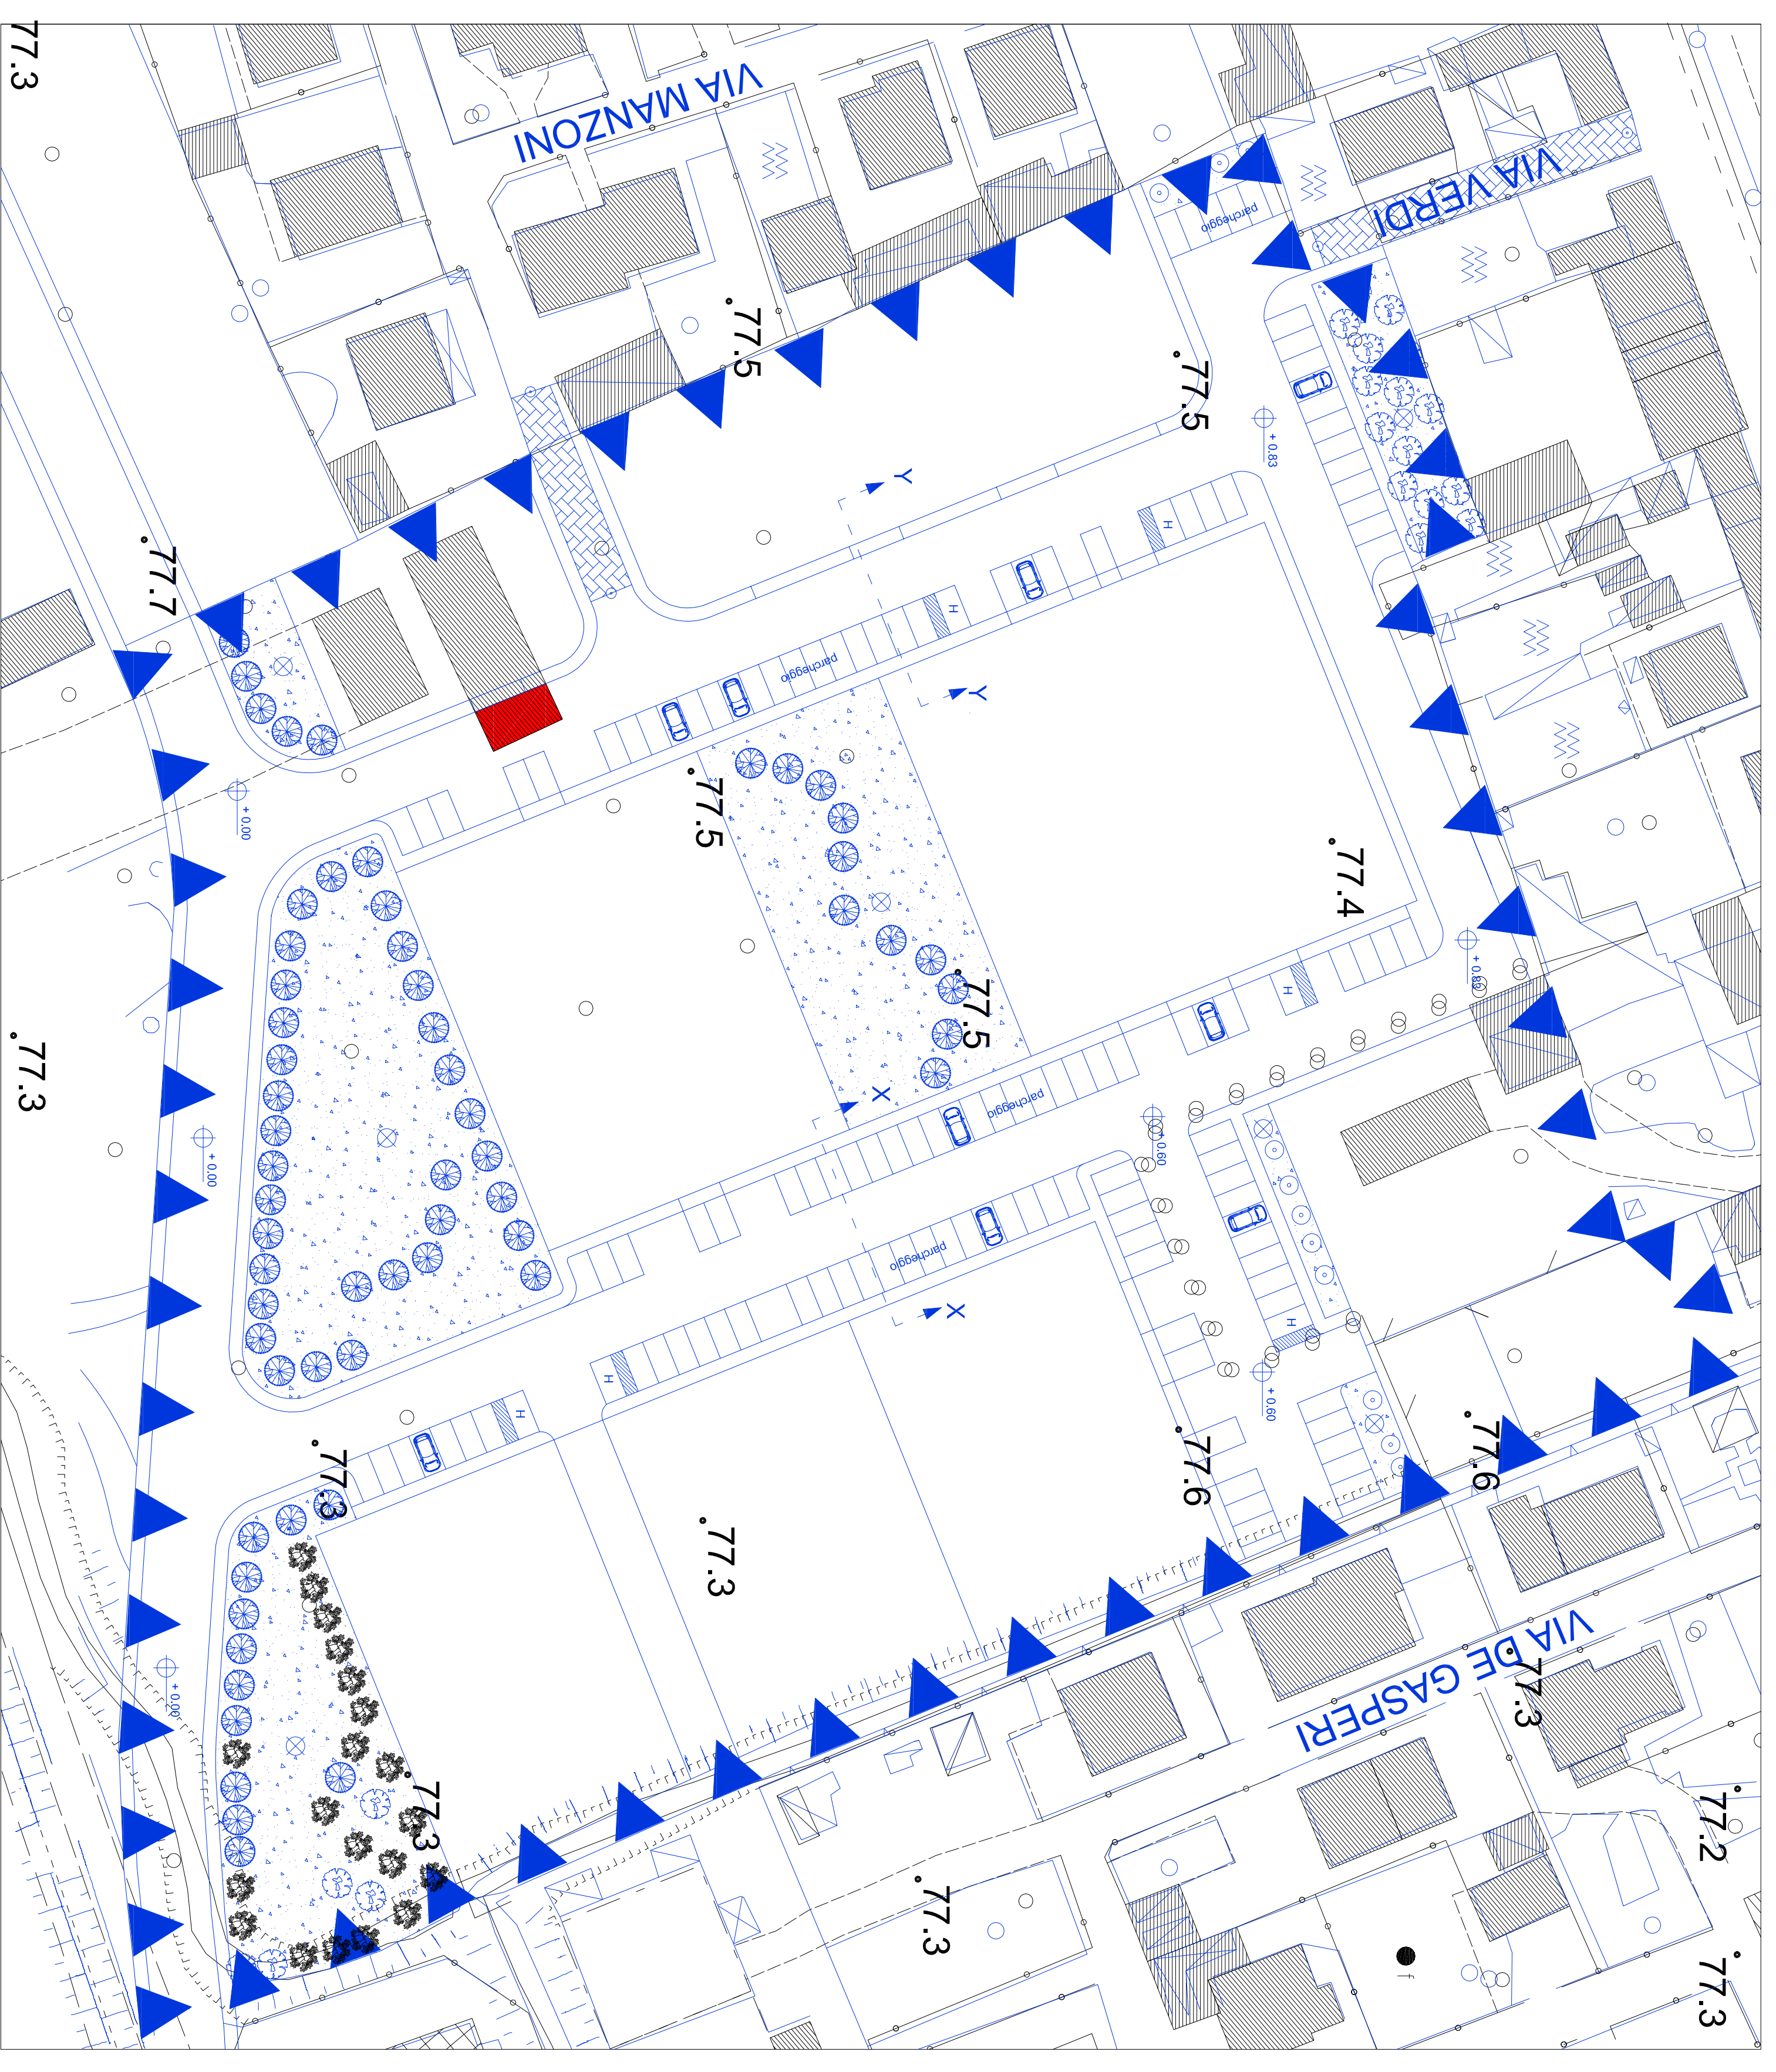 77.3
VIA MANZONI
VIA VERDI
parcheggio
77.5
77.5
+ 0.83
Y
H
77.7
H
parcheggio
Y
+ 0.00
77.5
77.4
+ 0.83
H
77.5
77.3
X
parcheggio
+ 0.60
+ 0.00
parcheggio
X
H
H
+ 0.60
H
77.3
77.6
77.6
77.3
VIA DE GASPERI
77.3
+ 0.00
77.3
77.2
77.3
77.3
f